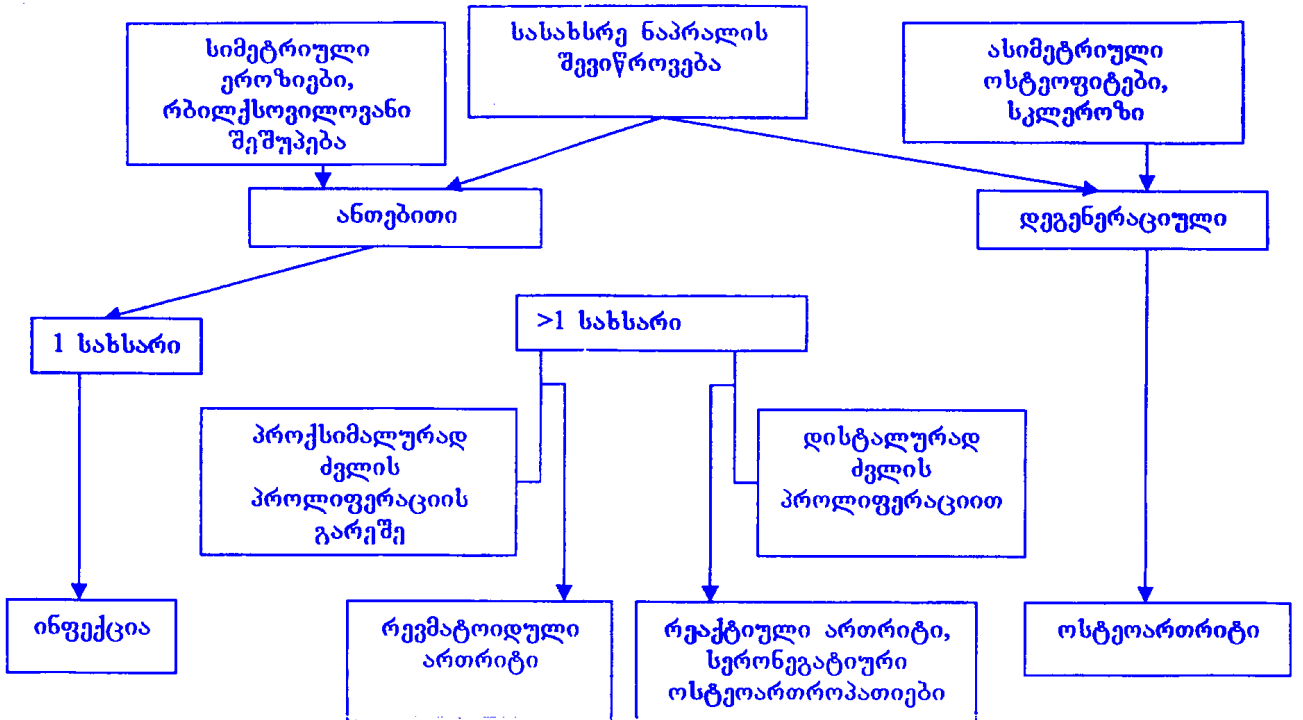 სიმეტრიული
ეროზიები,
რბილქსოვილოვანი
შეშუპება
სასახსრე ნაპრალის
შევიწროვება
ასიმეტრიული
ოსტეოფიტები,
სკლეროზი
ანთებითი
დეგენერაციული
1 სახსარი
>1 სახსარი
პროქსიმალურად
ძვლის
პროლიფერაციის
გარეშე
დისტალურად
ძვლის
პროლიფერაციით
ინფექცია
რევმატოიდული
ართრიტი
რეაქტიული ართრიტი,
სერონეგატიური
ოსტეოართროპათიები
ოსტეოართრიტი